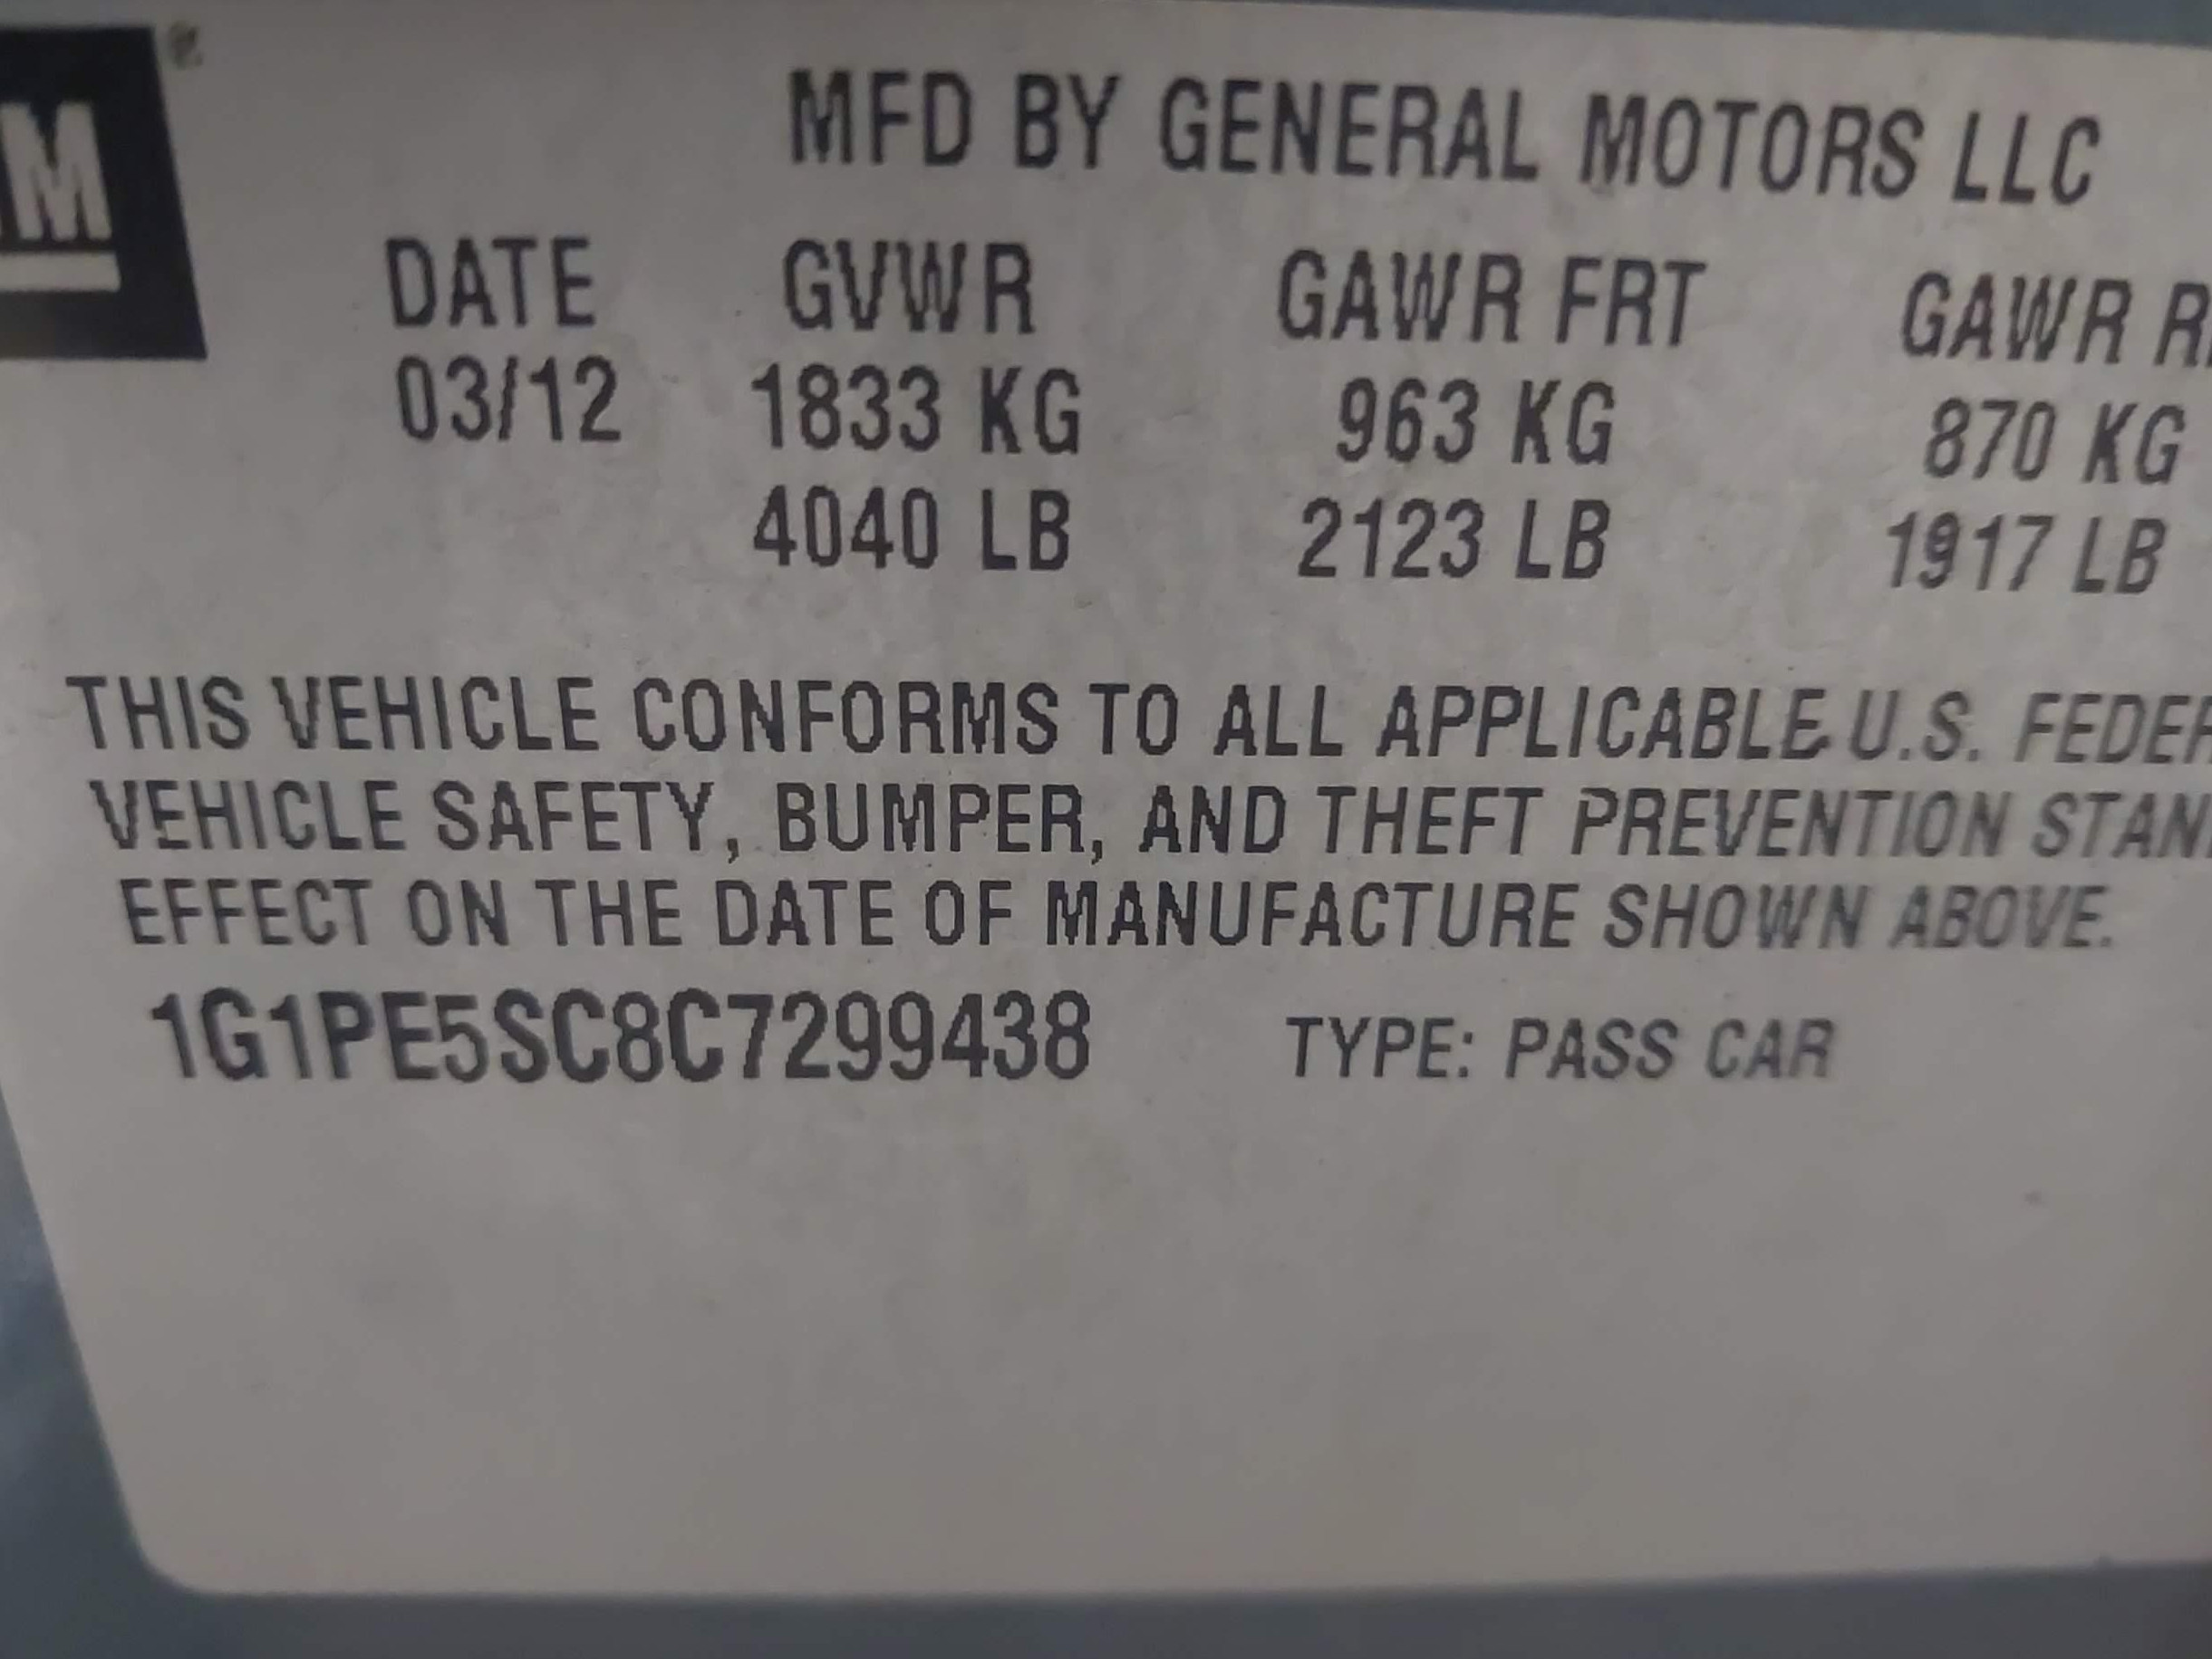 M
MFD BY GENERAL MOTORS LLC
DATE GVWR GAWR FRT GAWR
03/12 1833 KG 963 KG 870 KG
4040 LB 2123 LB 1917 LB
THIS VEHICLE CONFORMS TO ALL APPLICABLE U.S. FEDER
VEHICLE SAFETY, BUMPER, AND THEFT PREVENTION STAN
EFFECT ON THE DATE OF MANUFACTURE SHOWN ABOVE.
1G1PE5SC8C7299438 TYPE: PASS CAR